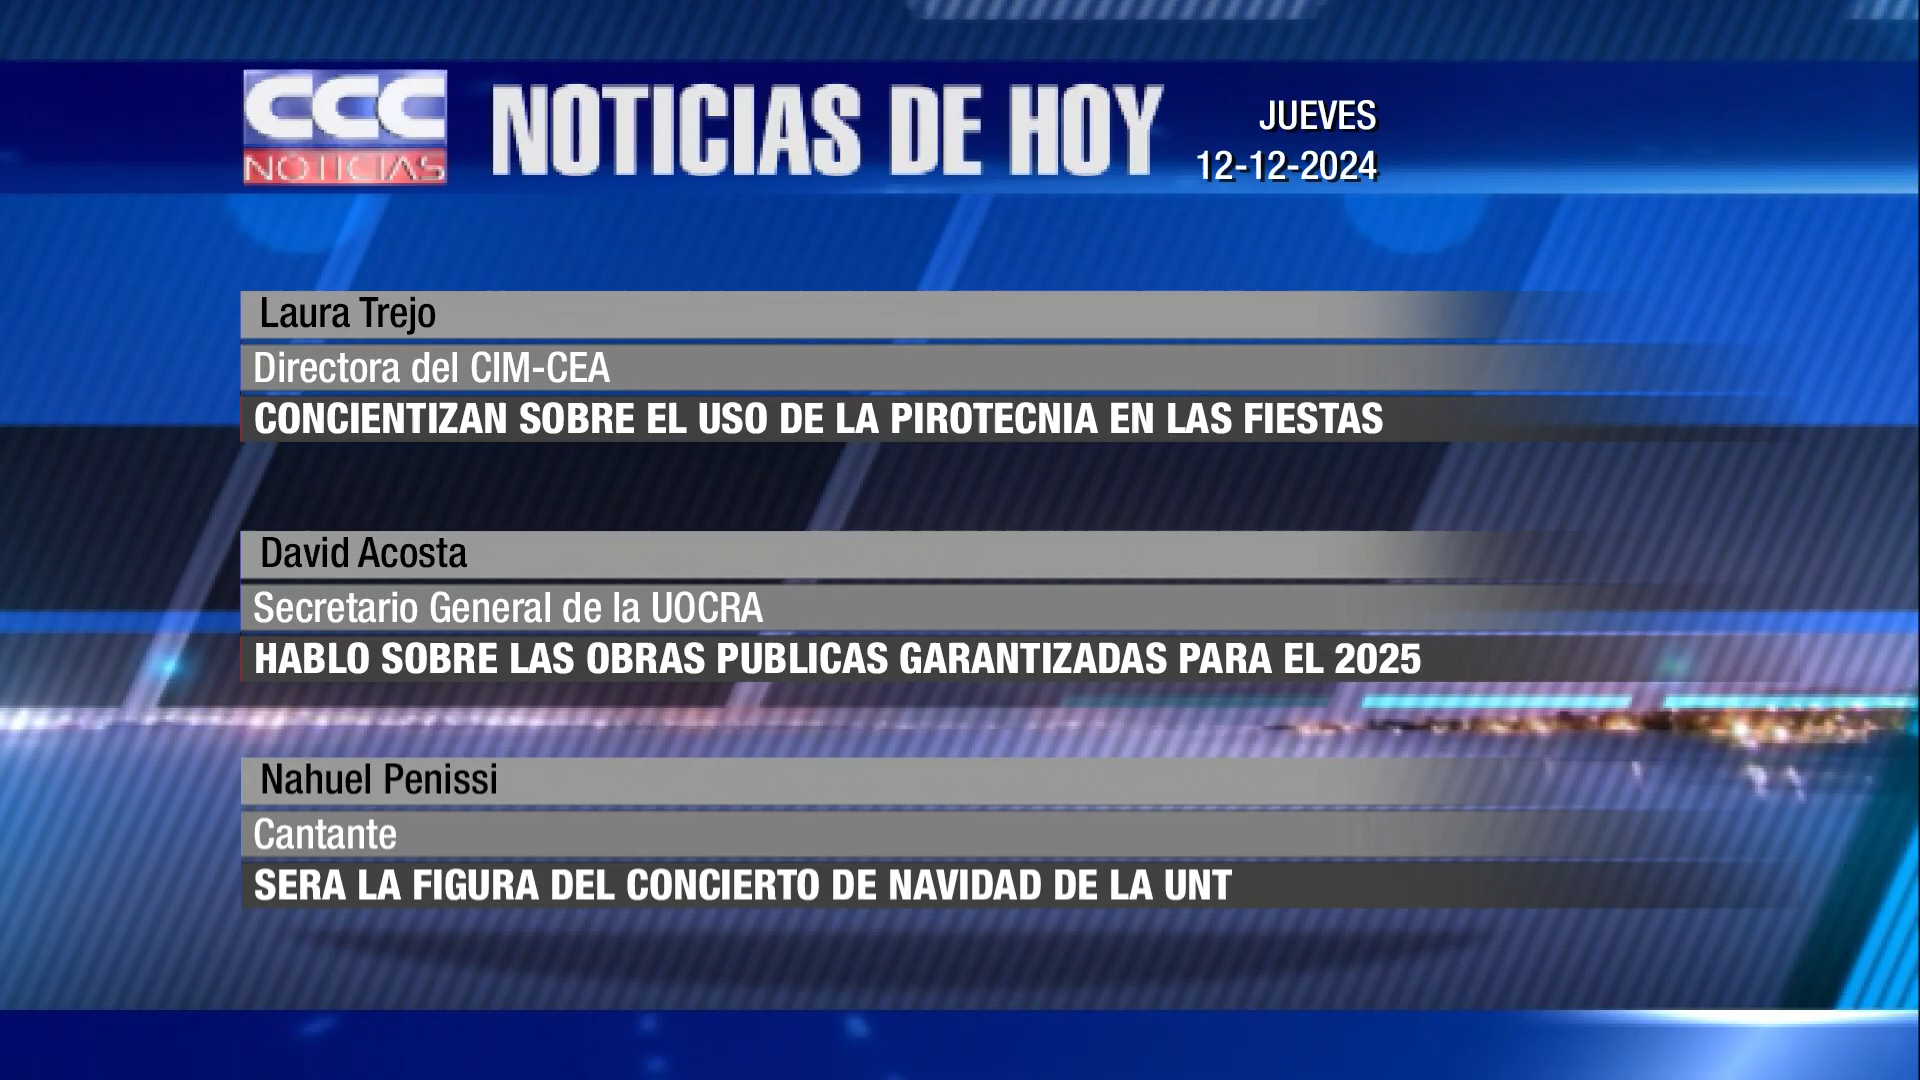 CCC
NOTICIAS
NOTICIAS DE HOY
JUEVES
12-12-2024
Laura Trejo
Directora del CIM-CEA
CONCIENTIZAN SOBRE EL USO DE LA PIROTECNIA EN LAS FIESTAS
David Acosta
Secretario General de la UOCRA
HABLO SOBRE LAS OBRAS PUBLICAS GARANTIZADAS PARA EL 2025
Nahuel Penissi
Cantante
SERA LA FIGURA DEL CONCIERTO DE NAVIDAD DE LA UNT